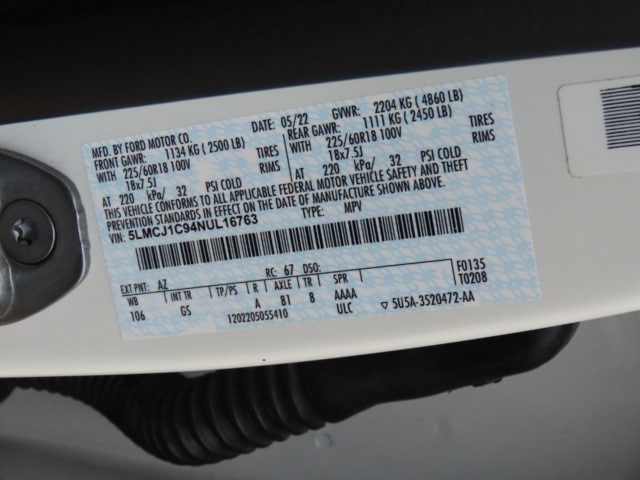 MFD. BY FORD MOTOR CO.
DATE: 05/22 GVWR: 2204 KG ( 4860 LB)
FRONT GAWR: 1134 KG ( 2500 LB) REAR GAWR: 1111 KG ( 2450 LB)
WITH 225/60R18 100V TIRES WITH 225/60R18 100V TIRES
18x7.5J RIMS 18x7.5J RIMS
AT 220 kPa/ 32 PSI COLD AT 220 kPa/ 32 PSI COLD
THIS VEHICLE CONFORMS TO ALL APPLICABLE FEDERAL MOTOR VEHICLE SAFETY AND THEFT
PREVENTION STANDARDS IN EFFECT ON THE DATE OF MANUFACTURE SHOWN ABOVE.
5LMCJ1C94NUL16763 TYPE: MPV
EXT PNT: AZ RC: 67 DSO: F0135
WB INT TR TP/PS R AXLE TR SPR T0208
106 GS A 81 8 AAAA
1202205055410 ULC ▽ 5U5A-3520472-AA